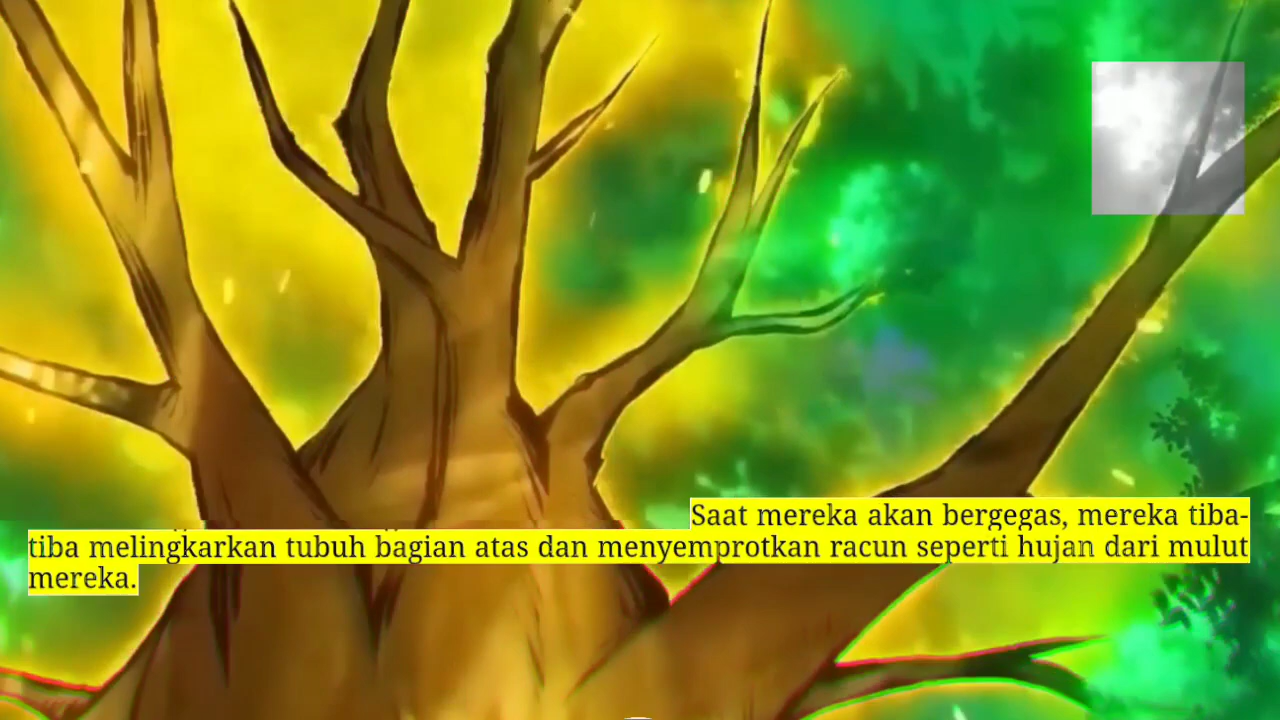 Saat mereka akan bergegas, mereka tiba-
tiba melingkarkan tubuh bagian atas dan menyemprotkan racun seperti hujan dari mulut
mereka.